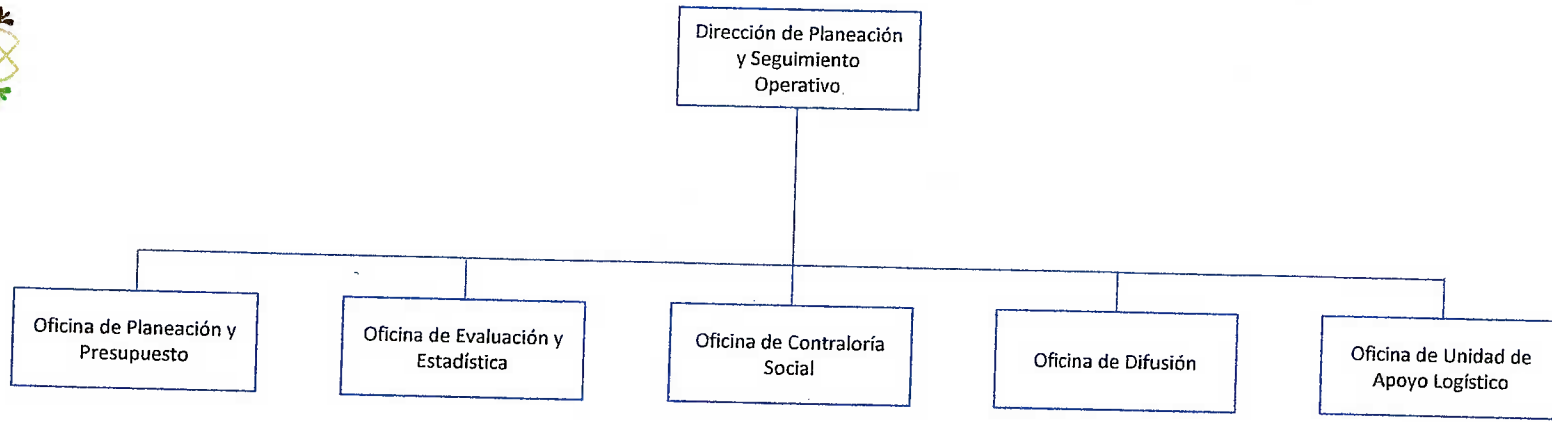 Dirección de Planeación
y Seguimiento
Operativo
Oficina de Planeación y
Presupuesto
Oficina de Evaluación y
Estadística
Oficina de Contraloría
Social
Oficina de Difusión
Oficina de Unidad de
Apoyo Logístico